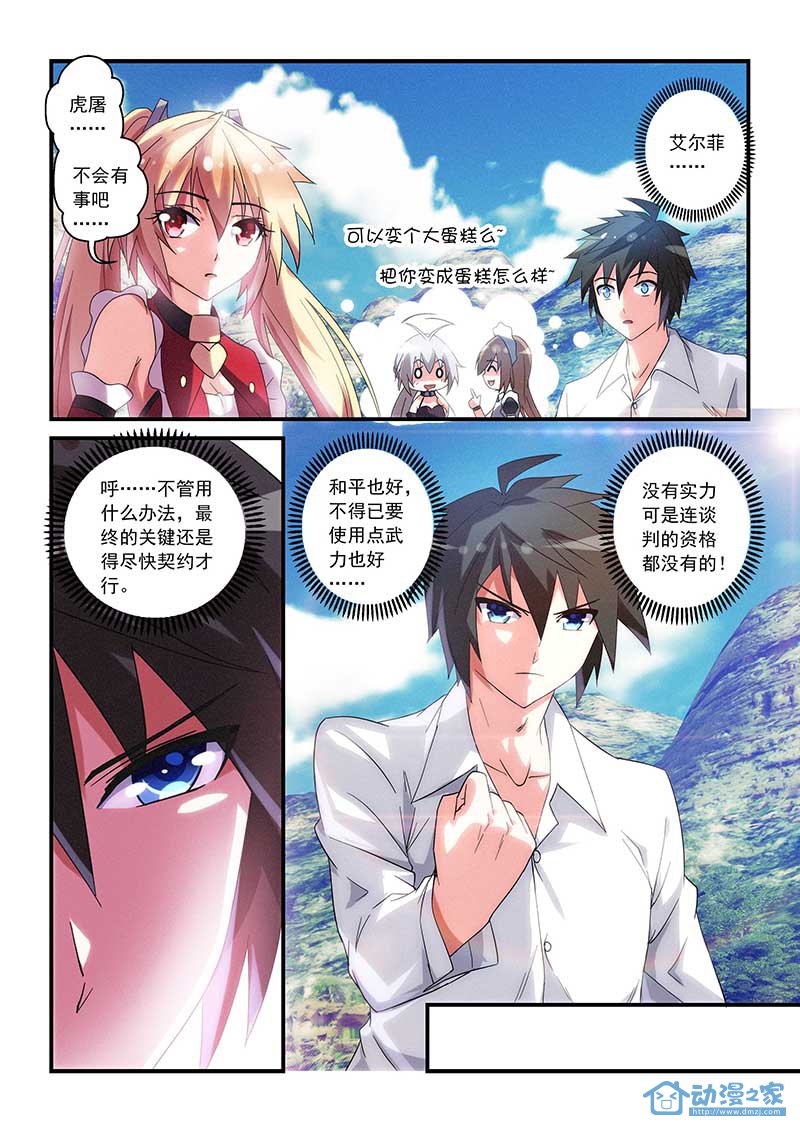 虎屠
……
不会有
事吧
……
可以变个大蛋糕么~
把你变成蛋糕怎么样~
艾尔菲
……
呼……不管用
什么办法，最
终的关键还是
得尽快契约才
行。
和平也好，
不得已要
使用点武
力也好
……
没有实力
可是连谈
判的资格
都没有的！
动漫之家
http://www.dmzj.com